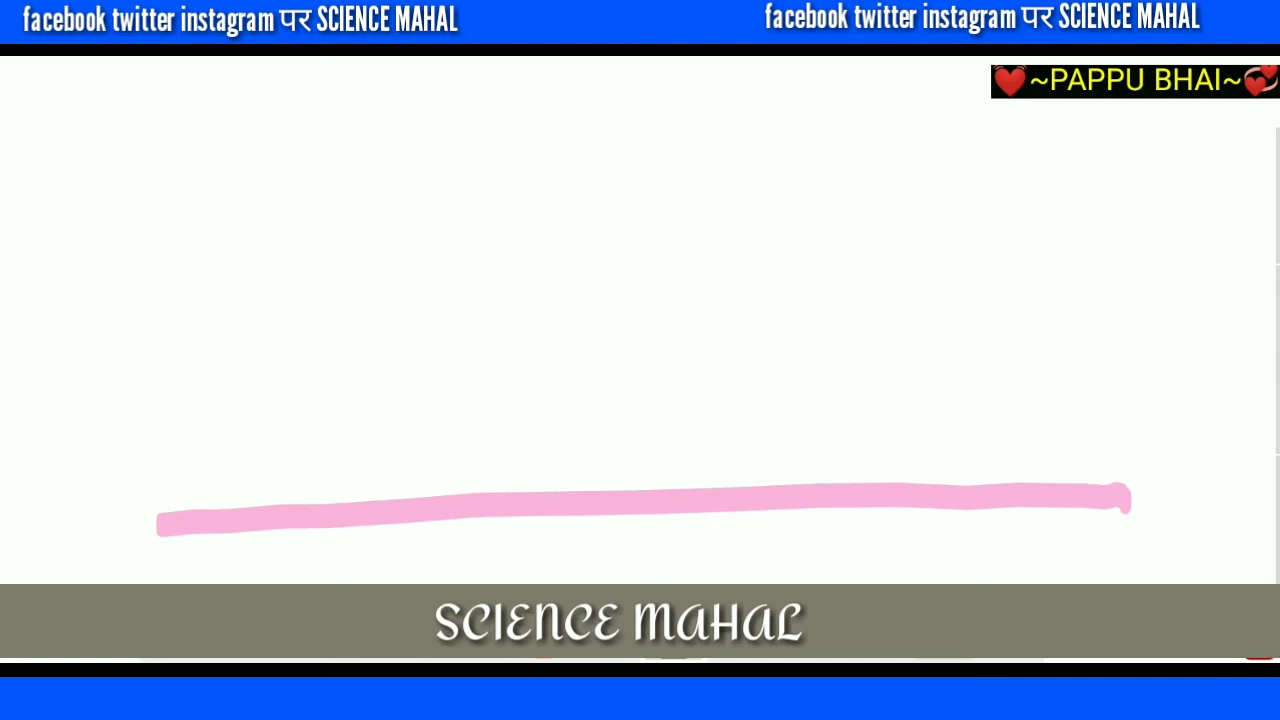 facebook twitter instagram पर SCIENCE MAHAL
facebook twitter instagram पर SCIENCE MAHAL
~PAPPU BHAI~
SCIENCE MAHAL